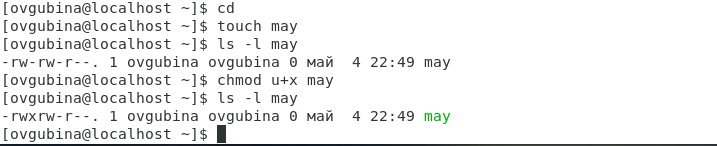 [ovgubina@localhost ~]$ cd
[ovgubina@localhost ~]$ touch may
[ovgubina@localhost ~]$ ls -l may
-rw-rw-r--. 1 ovgubina ovgubina 0 май  4 22:49 may
[ovgubina@localhost ~]$ chmod u+x may
[ovgubina@localhost ~]$ ls -l may
-rwxrw-r--. 1 ovgubina ovgubina 0 май  4 22:49 may
[ovgubina@localhost ~]$